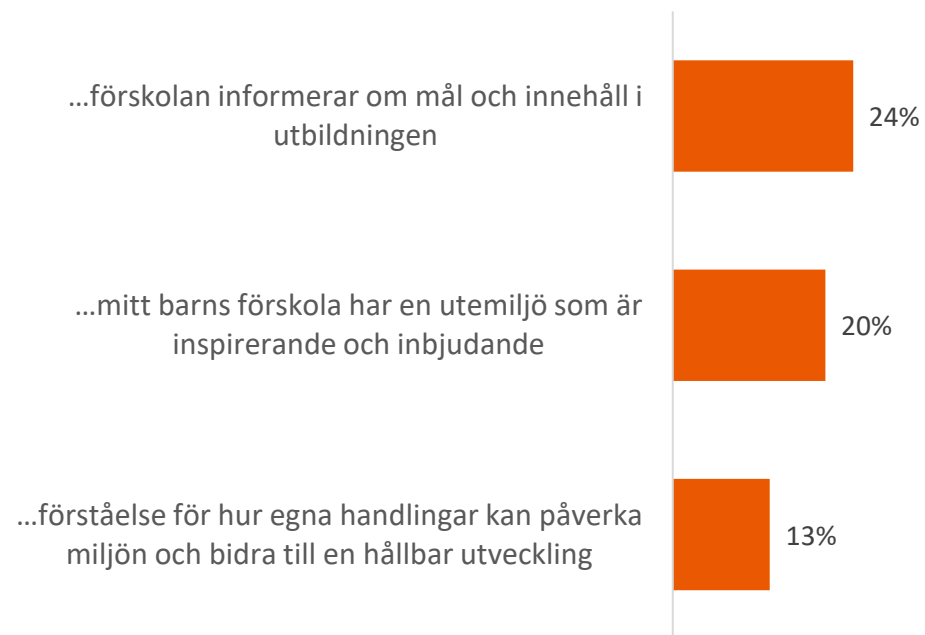 ...förskolan informerar om mål och innehåll i
utbildningen
24%
...mitt barns förskola har en utemiljö som är
inspirerande och inbjudande
20%
...förståelse för hur egna handlingar kan påverka
miljön och bidra till en hållbar utveckling
13%